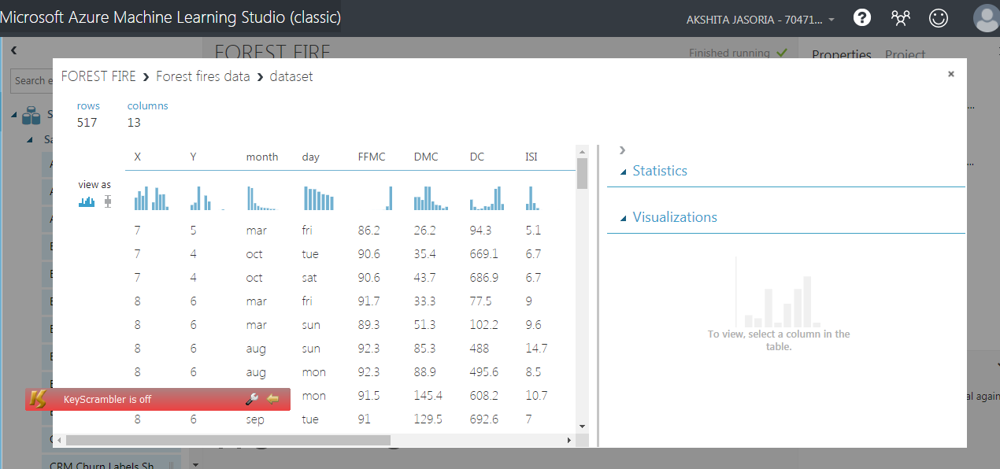 Microsoft Azure Machine Learning Studio (classic)
AKSHITA JASORIA - 70471...
FOREST FIRE
Finished running
Properties Project
Search e
FOREST FIRE > Forest fires data > dataset
rows columns
517 13
X Y month day FFMC DMC DC ISI
view as
7 5 mar fri 86.2 26.2 94.3 5.1
7 4 oct tue 90.6 35.4 669.1 6.7
7 4 oct sat 90.6 43.7 686.9 6.7
8 6 mar fri 91.7 33.3 77.5 9
8 6 mar sun 89.3 51.3 102.2 9.6
8 6 aug sun 92.3 85.3 488 14.7
8 6 aug mon 92.3 88.9 495.6 8.5
mon 91.5 145.4 608.2 10.7
8 6 sep tue 91 129.5 692.6 7
Statistics
Visualizations
To view, select a column in the
table.
KeyScrambler is off
al again
CRM Churn Labels Sh...